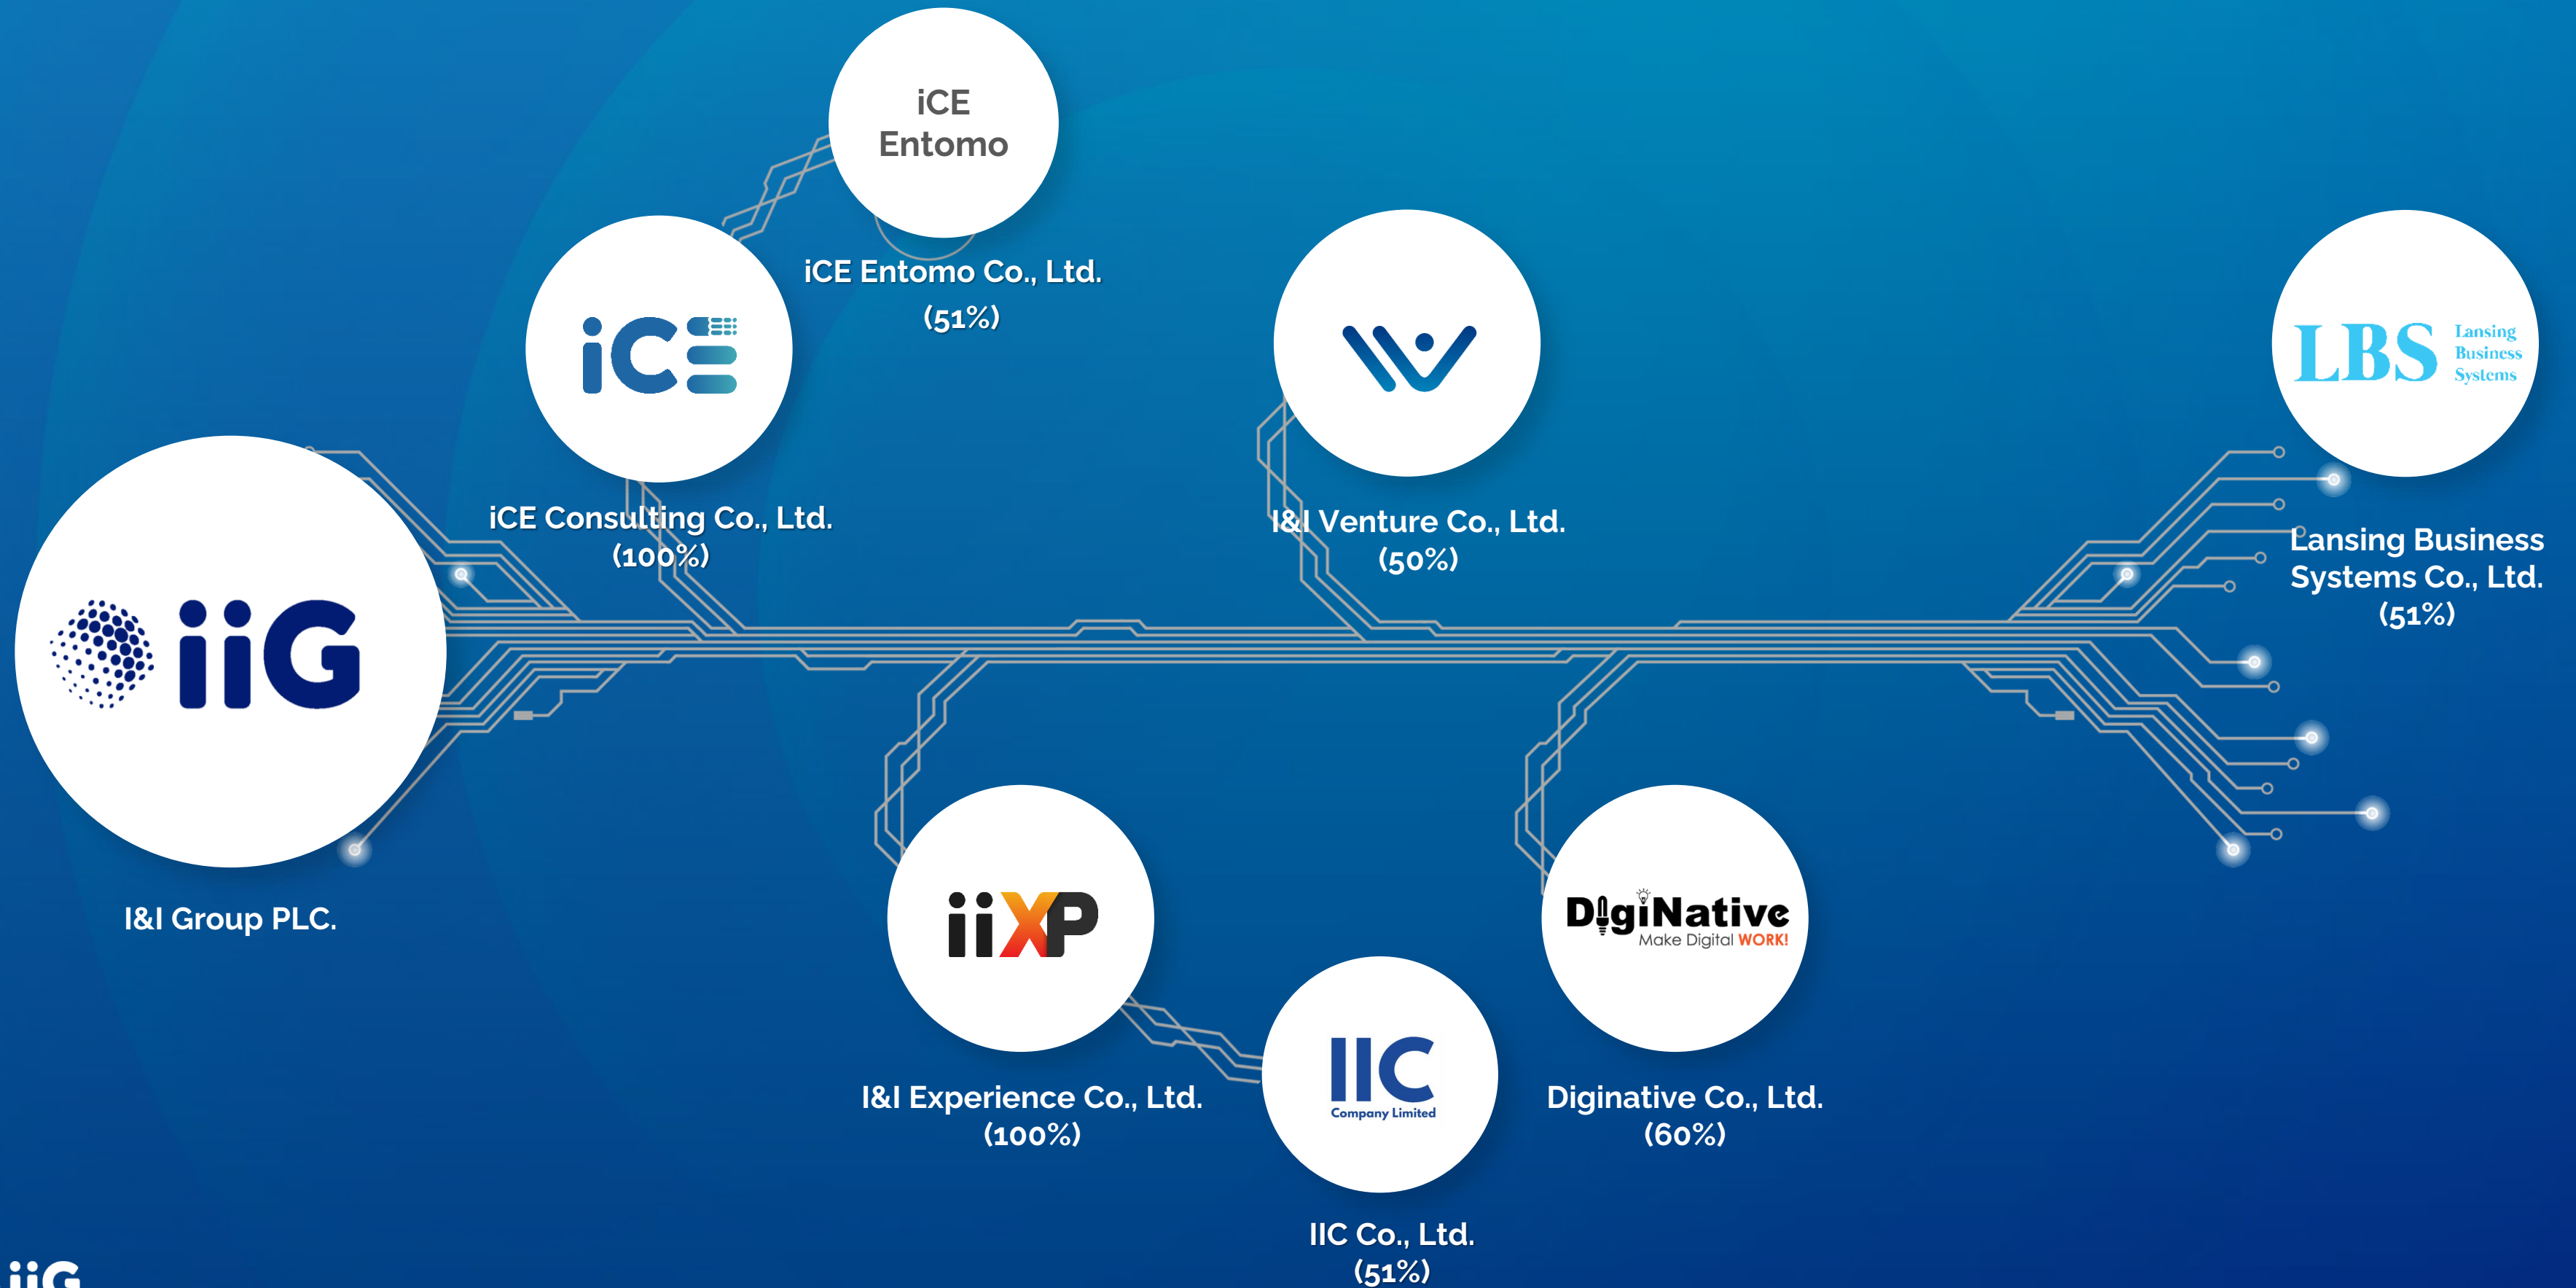 iCE
Entomo
iCE Entomo Co., Ltd.
(51%)
iCE
iCE Consulting Co., Ltd.
(100%)
I&I Venture Co., Ltd.
(50%)
LBS
Lansing
Business
Systems
Lansing Business
Systems Co., Ltd.
(51%)
iiG
I&I Group PLC.
iiXP
I&I Experience Co., Ltd.
(100%)
IIC
Company Limited
IIC Co., Ltd.
(51%)
DigiNative
Make Digital WORK!
Diginative Co., Ltd.
(60%)
iiG